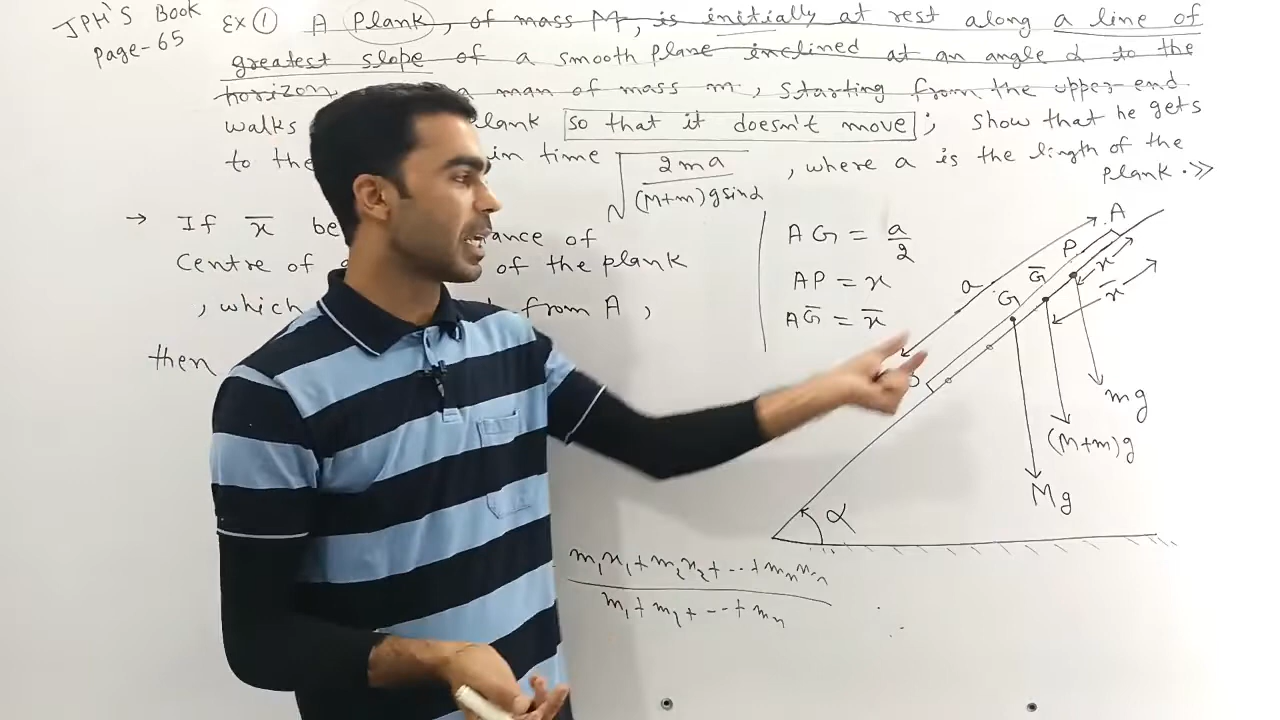 JPH'S Book
Page-65
EX ① A Plank, of mass M, is initially at rest along a line of
greatest slope of a smooth plane inclined at an angle α to the
horizon, a man of mass m, starting from the upper end
walks lank so that it doesn't move; show that he gets
to the in time √(2ma/((M+m)g sinα)), where a is the length of the
plank. >>
→ If x̄ be ance of
Centre of of the plank
, which from A,
then
AG = a/2
AP = x
AḠ = x̄
A
P
x
Ḡ
x̄
a
G
mg
(M+m)g
Mg
α
m₁x₁+m₂x₂+--+mₙxₙ
m₁+m₂+---+mₙ